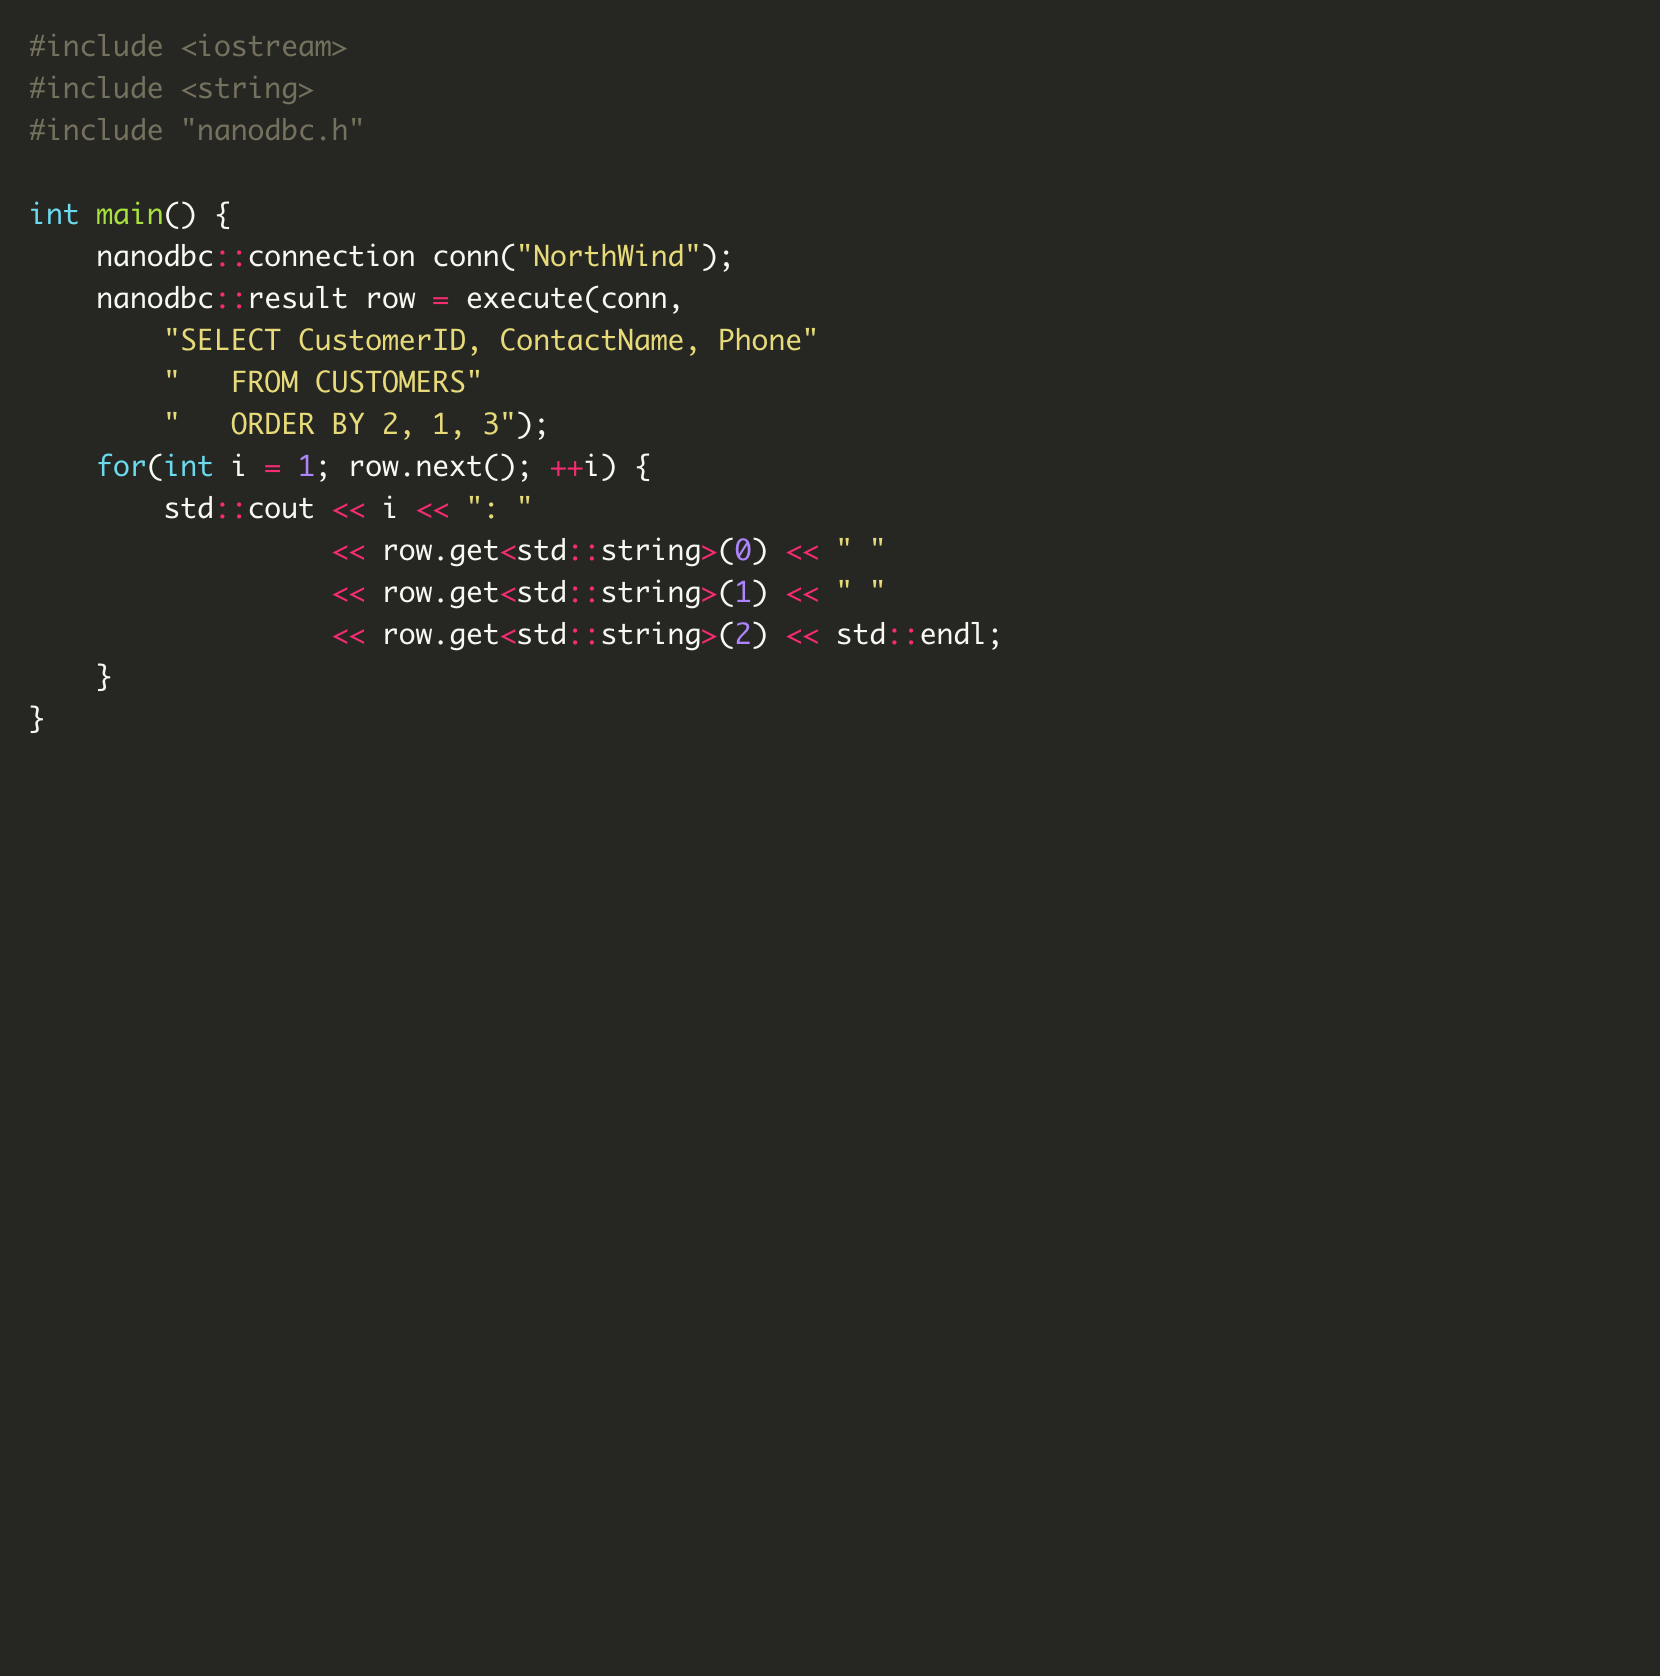 #include <iostream>
#include <string>
#include "nanodbc.h"

int main() {
    nanodbc::connection conn("NorthWind");
    nanodbc::result row = execute(conn,
        "SELECT CustomerID, ContactName, Phone"
        "   FROM CUSTOMERS"
        "   ORDER BY 2, 1, 3");
    for(int i = 1; row.next(); ++i) {
        std::cout << i << ": "
                  << row.get<std::string>(0) << " "
                  << row.get<std::string>(1) << " "
                  << row.get<std::string>(2) << std::endl;
    }
}